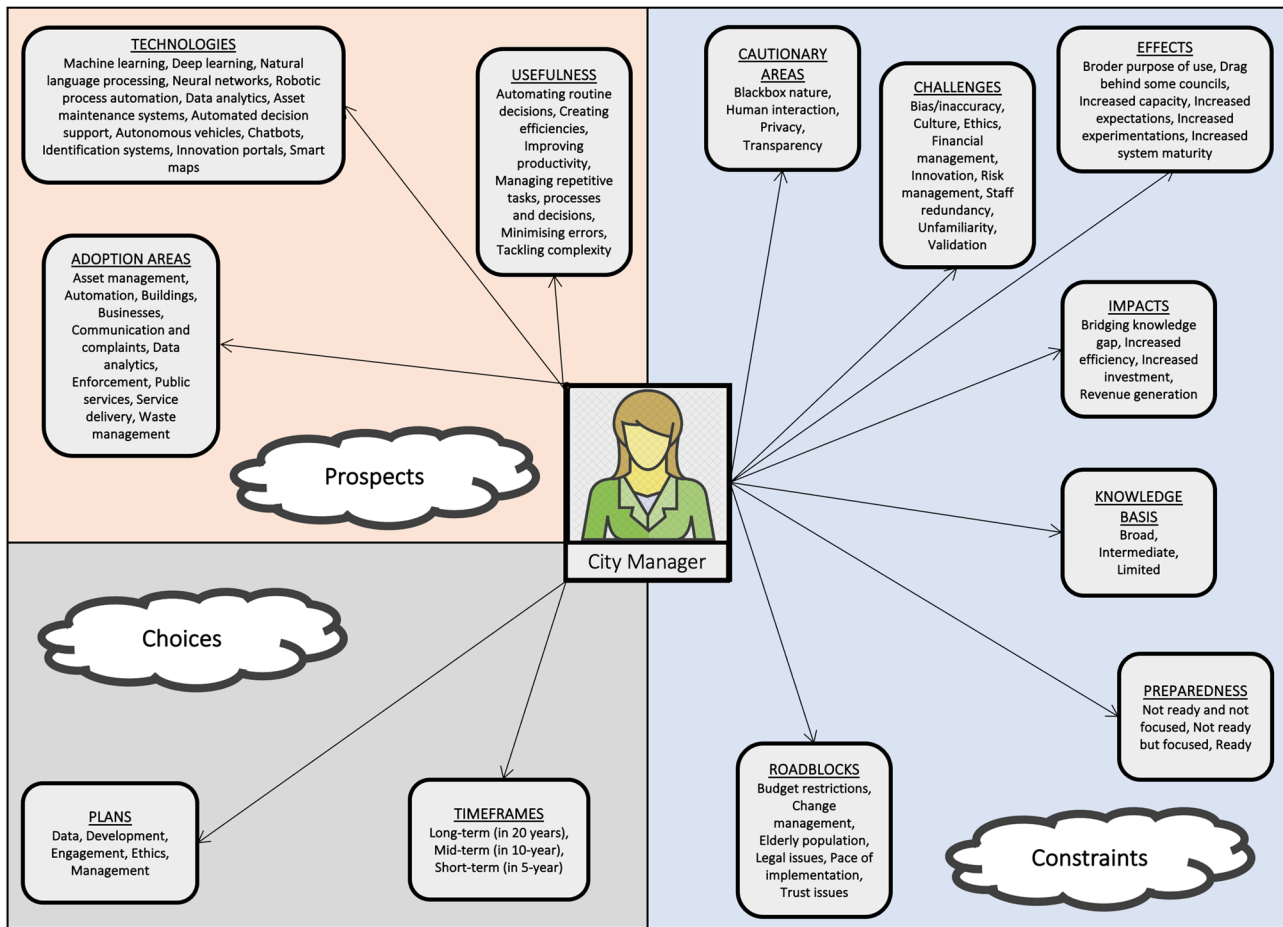 TECHNOLOGIES
Machine learning, Deep learning, Natural
language processing, Neural networks, Robotic
process automation, Data analytics, Asset
maintenance systems, Automated decision
support, Autonomous vehicles, Chatbots,
Identification systems, Innovation portals, Smart
maps
USEFULNESS
Automating routine
decisions, Creating
efficiencies,
Improving
productivity,
Managing repetitive
tasks, processes and
decisions,
Minimising errors,
Tackling complexity
ADOPTION AREAS
Asset management,
Automation, Buildings,
Businesses,
Communication and
complaints, Data
analytics,
Enforcement, Public
services, Service
delivery, Waste
management
Prospects
CAUTIONARY
AREAS
Blackbox nature,
Human interaction,
Privacy,
Transparency
CHALLENGES
Bias/inaccuracy,
Culture, Ethics,
Financial
management,
Innovation, Risk
management, Staff
redundancy,
Unfamiliarity,
Validation
EFFECTS
Broder purpose of use, Drag
behind some councils,
Increased capacity, Increased
expectations, Increased
experimentations, Increased
system maturity
IMPACTS
Bridging knowledge
gap, Increased
efficiency, Increased
investment,
Revenue generation
KNOWLEDGE
BASIS
Broad,
Intermediate,
Limited
PREPAREDNESS
Not ready and not
focused, Not ready
but focused, Ready
ROADBLOCKS
Budget restrictions,
Change
management,
Elderly population,
Legal issues, Pace of
implementation,
Trust issues
Constraints
City Manager
Choices
PLANS
Data, Development,
Engagement, Ethics,
Management
TIMEFRAMES
Long-term (in 20 years),
Mid-term (in 10-year),
Short-term (in 5-year)